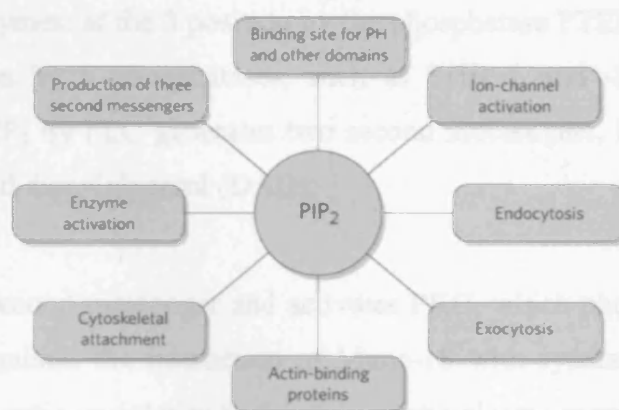 Binding site for PH
and other domains
Production of three
second messengers
Ion-channel
activation
Enzyme
activation
PIP2
Endocytosis
Cytoskeletal
attachment
Exocytosis
Actin-binding
proteins